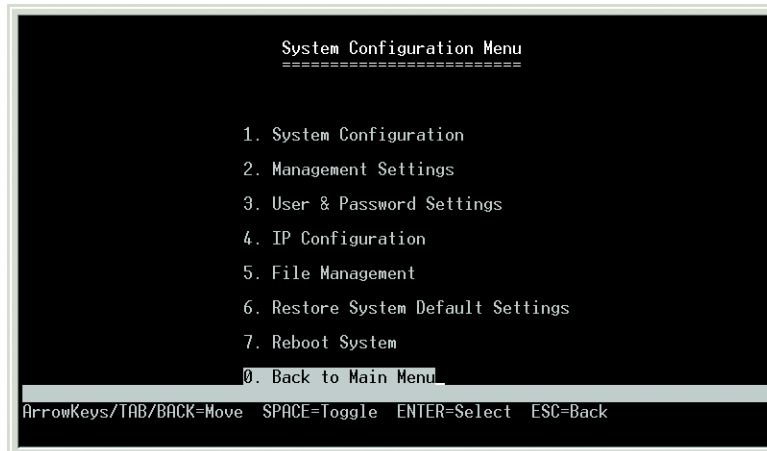 System Configuration Menu
=========================
1. System Configuration
2. Management Settings
3. User & Password Settings
4. IP Configuration
5. File Management
6. Restore System Default Settings
7. Reboot System
0. Back to Main Menu_
ArrowKeys/TAB/BACK=Move SPACE=Toggle ENTER=Select ESC=Back